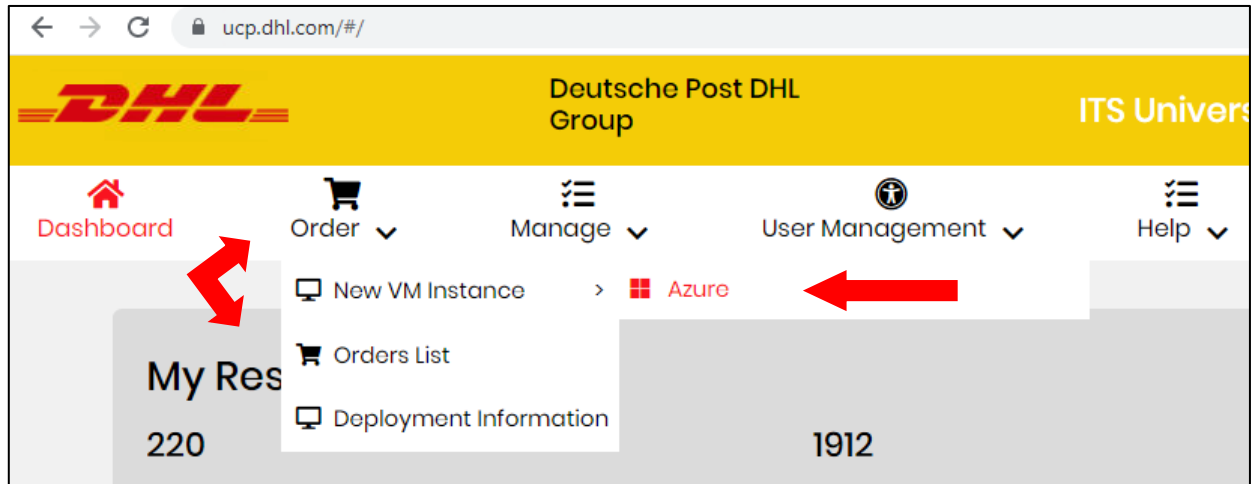 ucp.dhl.com/#/
DHL
Deutsche Post DHL
Group
ITS Univers
Dashboard
Order
Manage
User Management
Help
New VM Instance > Azure
Orders List
My Res
Deployment Information
220
1912